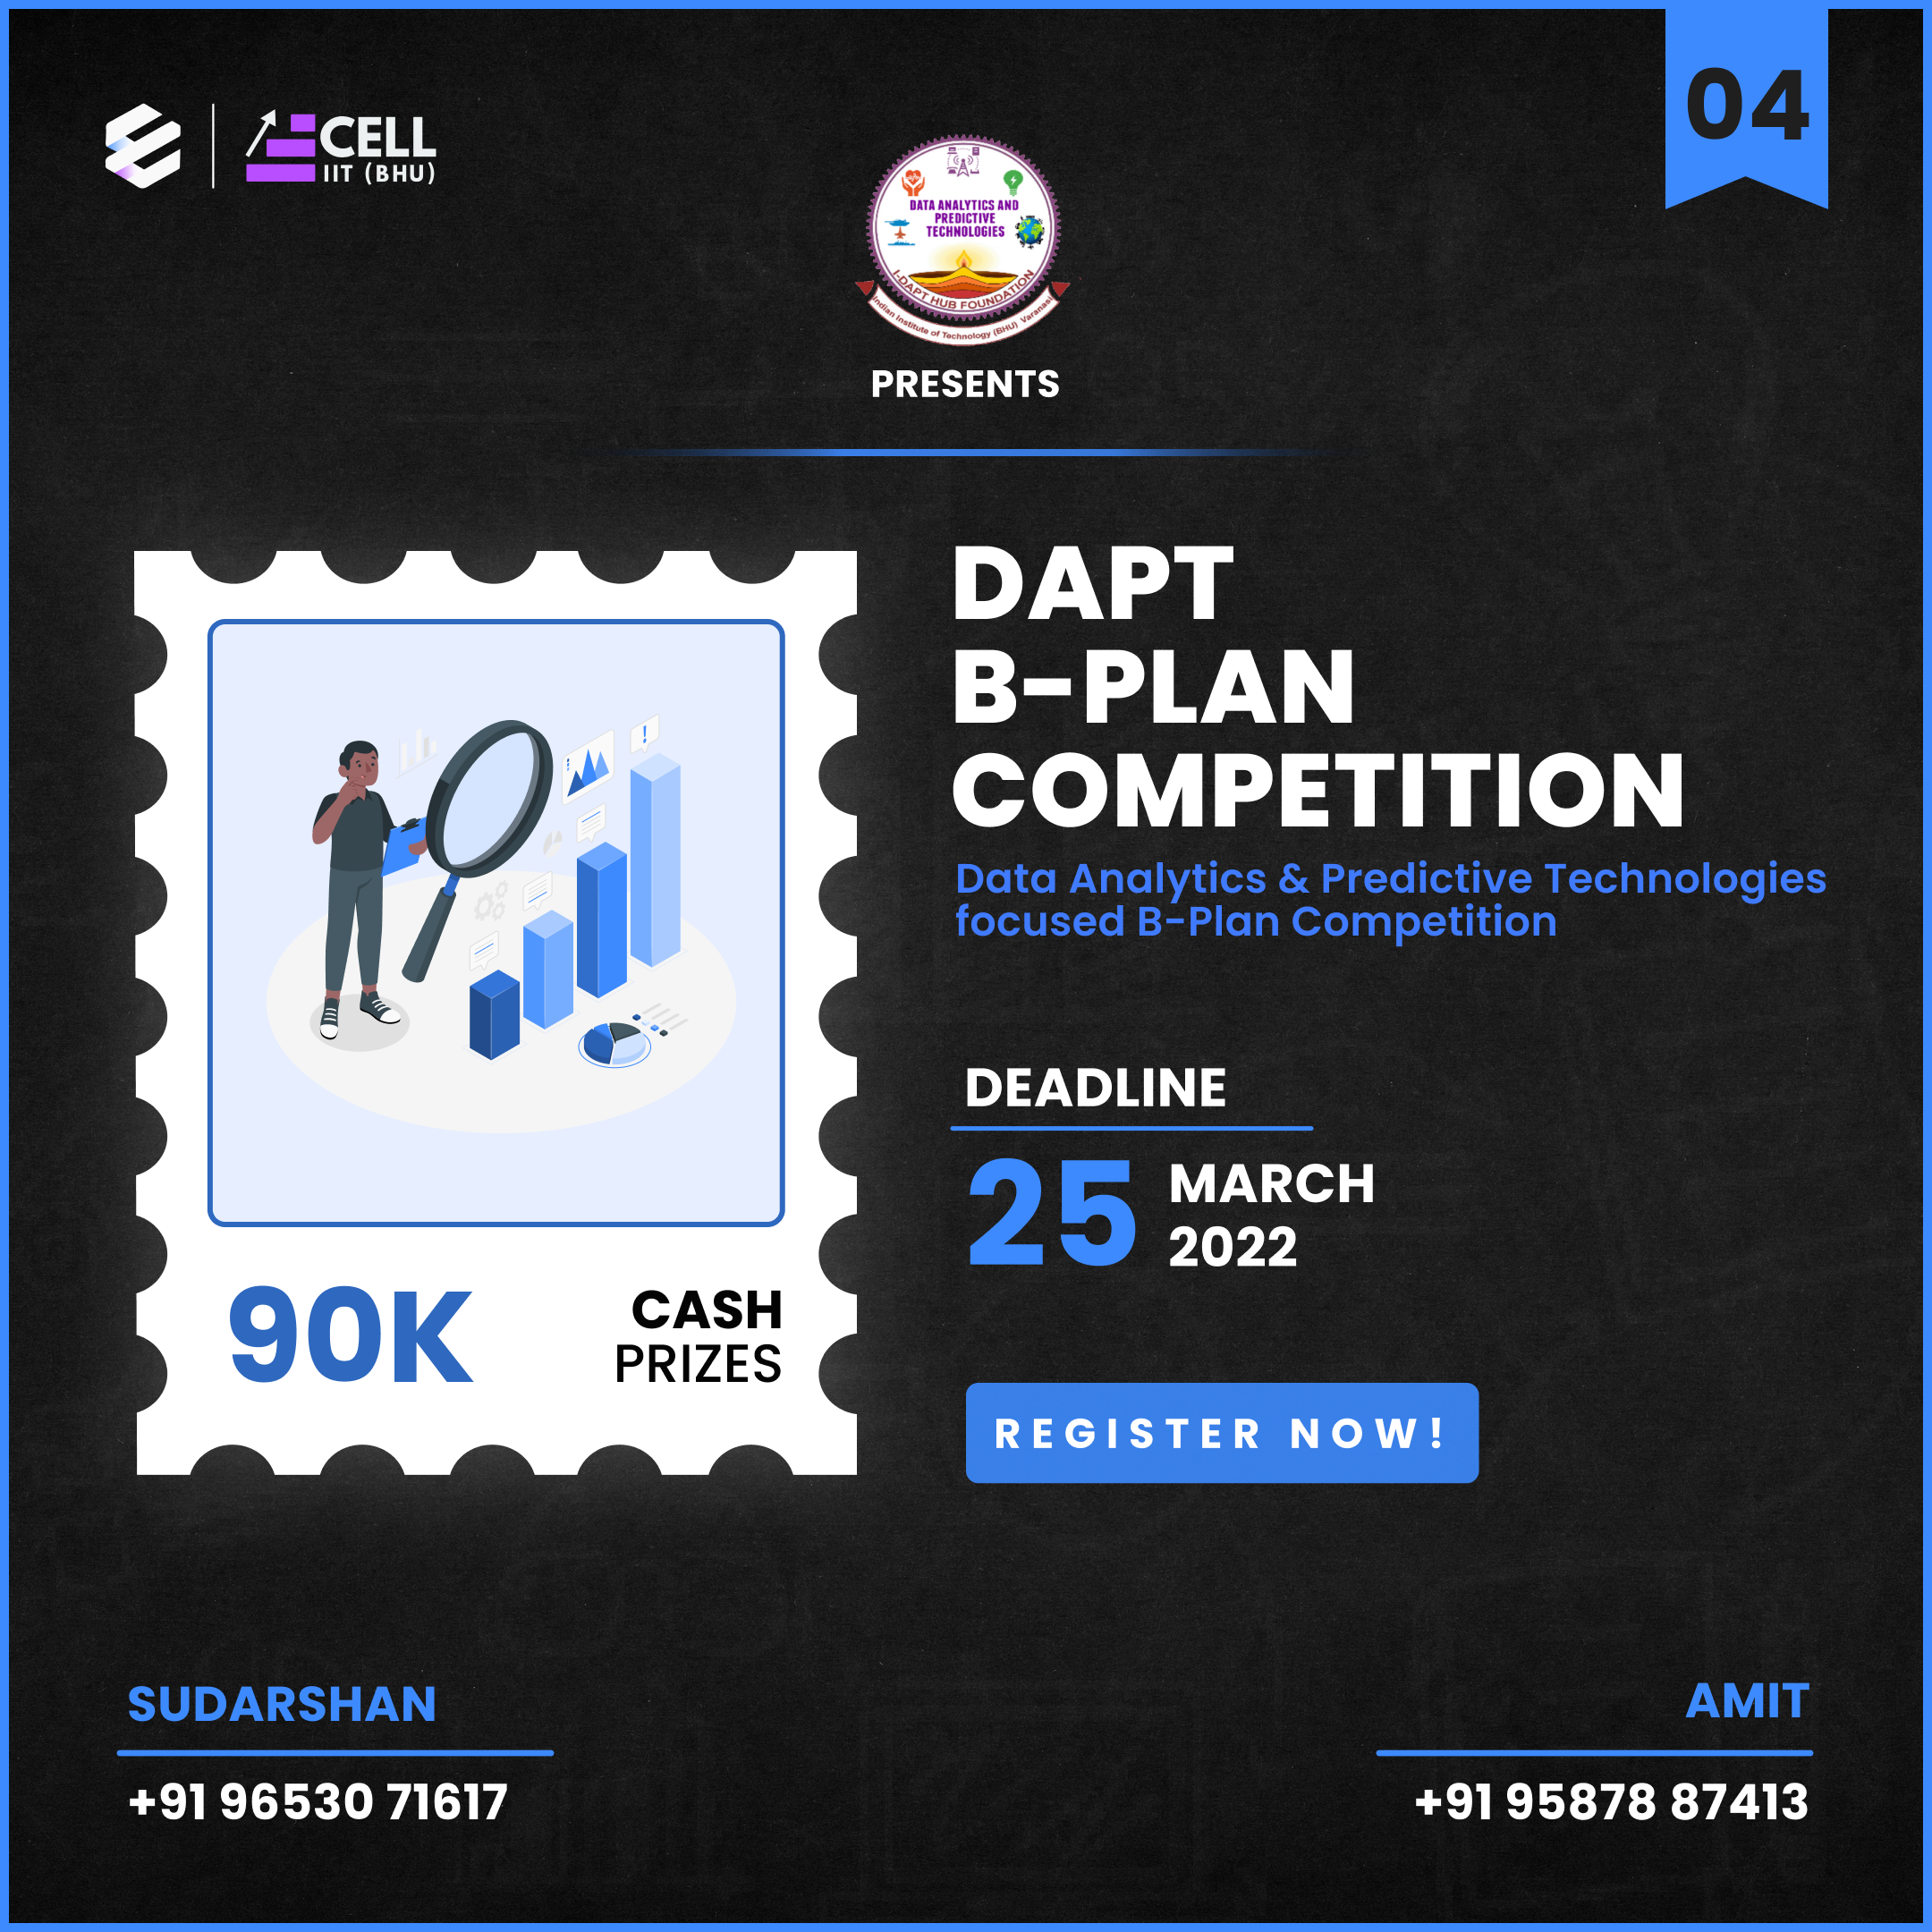 CELL
IIT (BHU)
04
DATA ANALYTICS AND
PREDICTIVE
TECHNOLOGIES
I-DAPT HUB FOUNDATION
Indian Institute of Technology (BHU) Varanasi
PRESENTS
DAPT
B-PLAN
COMPETITION
Data Analytics & Predictive Technologies
focused B-Plan Competition
!
DEADLINE
25 MARCH
2022
90K CASH
PRIZES
REGISTER NOW!
SUDARSHAN
+91 96530 71617
AMIT
+91 95878 87413